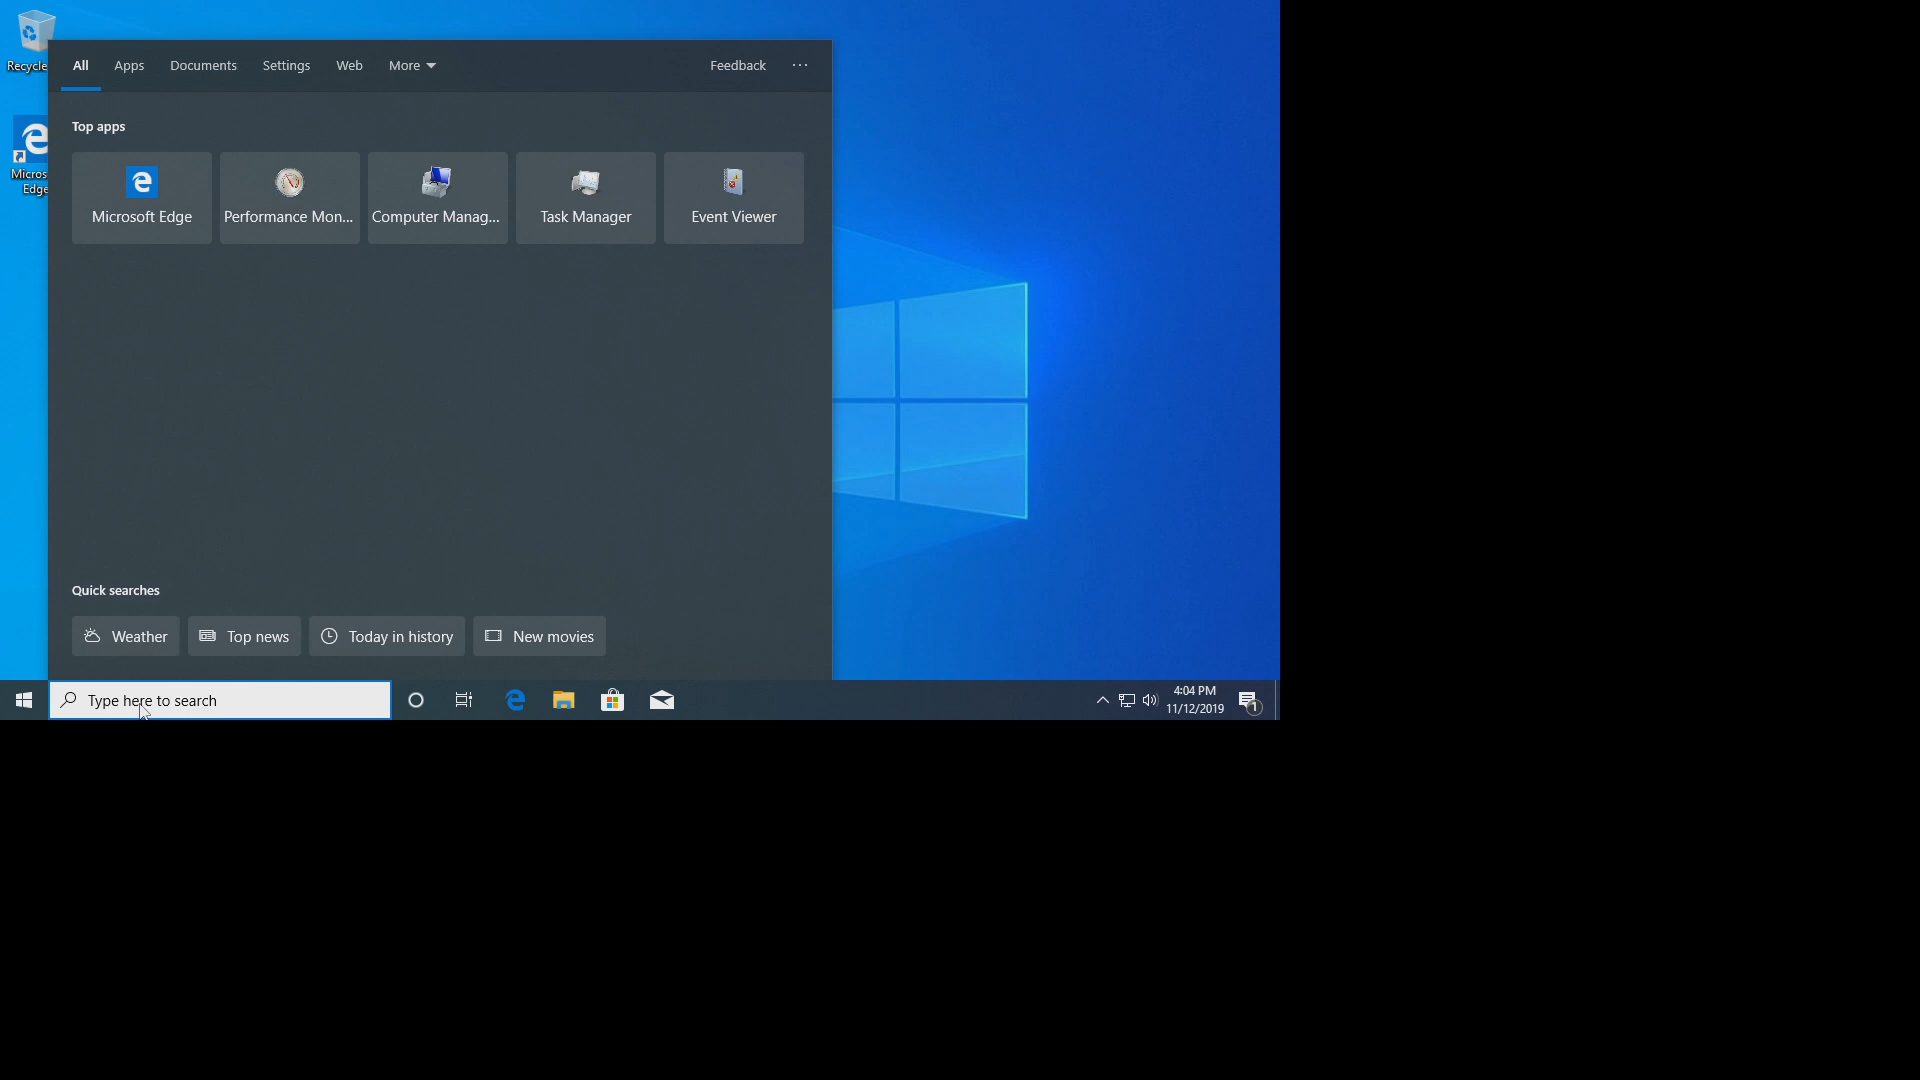 Recycle
Micros
Edge
All Apps Documents Settings Web More Feedback
Top apps
Microsoft Edge Performance Mon... Computer Manag... Task Manager Event Viewer
Quick searches
Weather Top news Today in history New movies
Type here to search
4:04 PM
11/12/2019
1